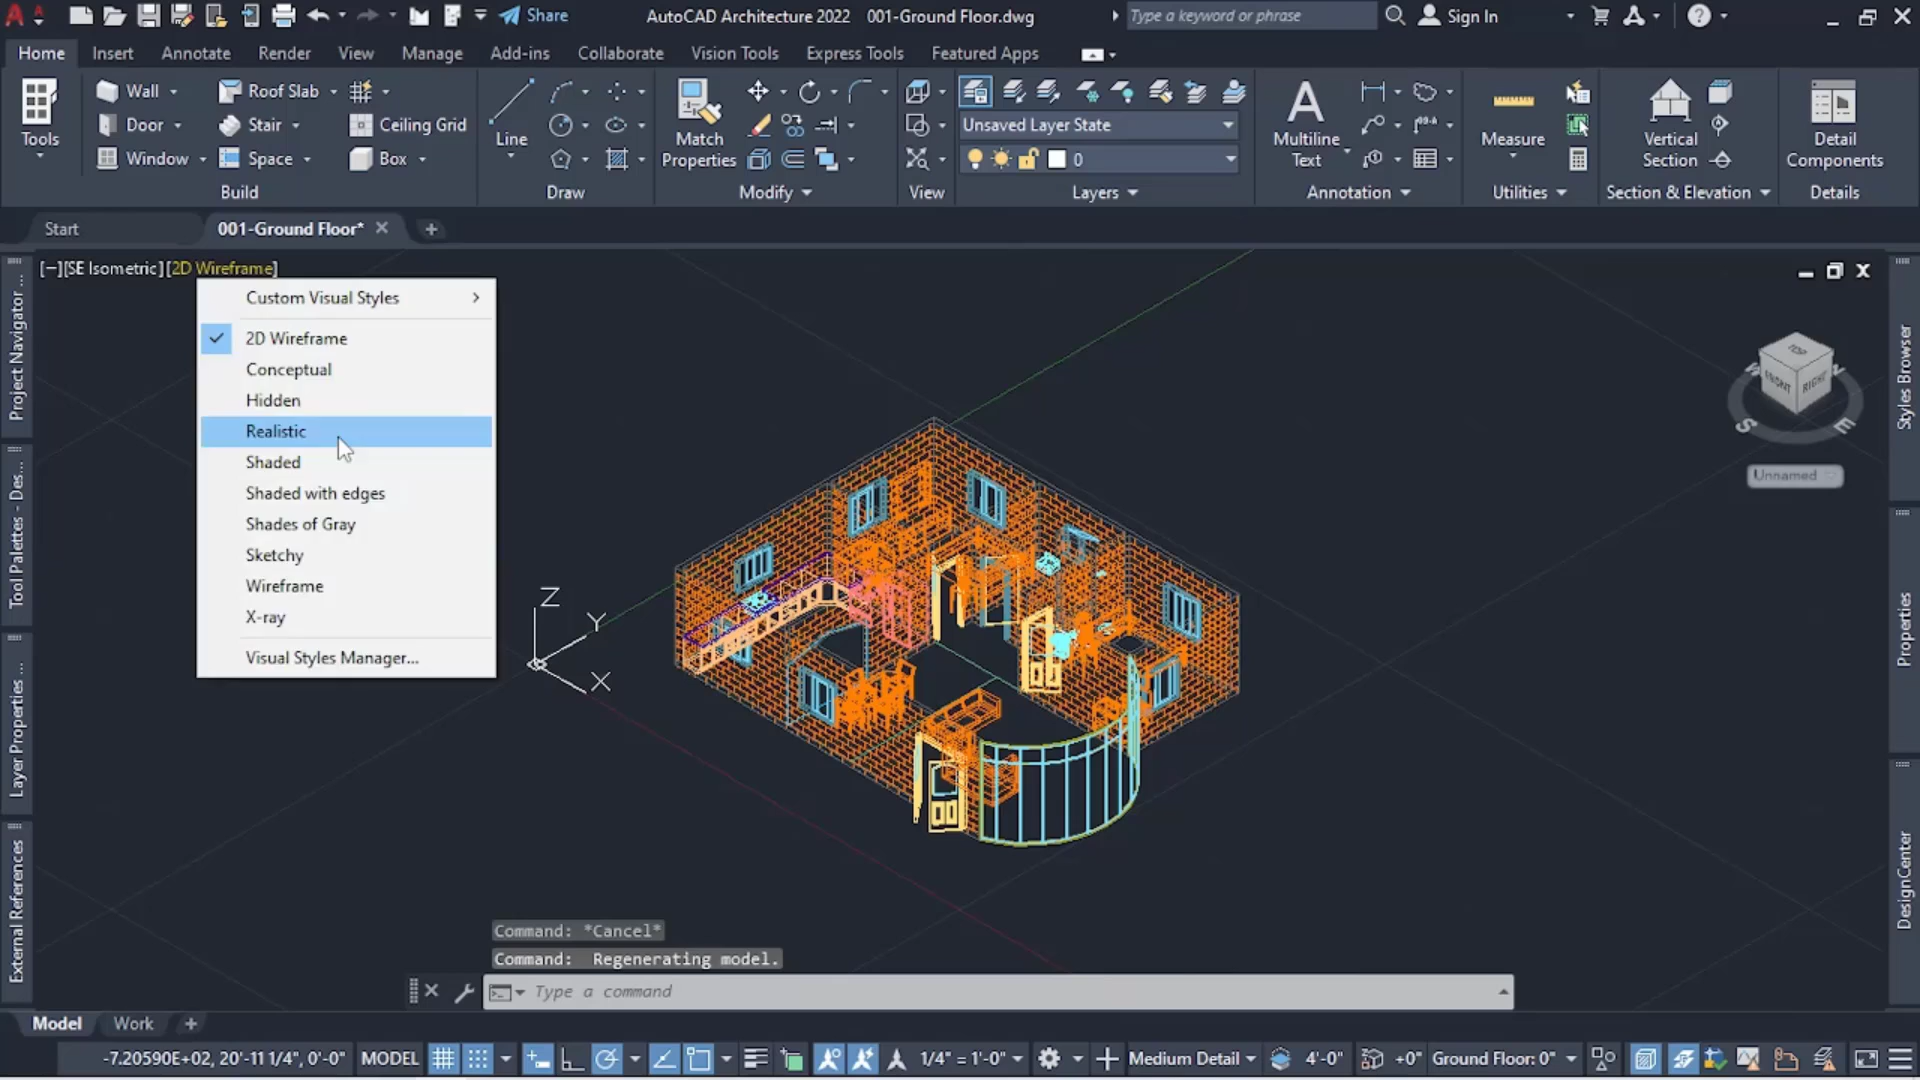 Share
AutoCAD Architecture 2022 001-Ground Floor.dwg
Type a keyword or phrase
Sign In
Home Insert Annotate Render View Manage Add-ins Collaborate Vision Tools Express Tools Featured Apps
Tools
Wall Roof Slab
Door Stair Ceiling Grid
Window Space Box
Build
Line
Draw
Match
Properties
Modify
View
Unsaved Layer State
0
Layers
Multiline
Text
Annotation
Measure
Utilities
Vertical
Section
Section & Elevation
Detail
Components
Details
Start 001-Ground Floor*
[−][SE Isometric][2D Wireframe]
Custom Visual Styles
2D Wireframe
Conceptual
Hidden
Realistic
Shaded
Shaded with edges
Shades of Gray
Sketchy
Wireframe
X-ray
Visual Styles Manager...
Project Navigator ...
Tool Palettes - Des...
Layer Properties ...
External References
Styles Browser
Properties
DesignCenter
TOP
FRONT RIGHT
S E
Unnamed
Z
Y
X
Command: *Cancel*
Command: Regenerating model.
Type a command
Model Work
-7.20590E+02, 20'-11 1/4", 0'-0" MODEL 1/4" = 1'-0" Medium Detail 4'-0" +0" Ground Floor: 0"